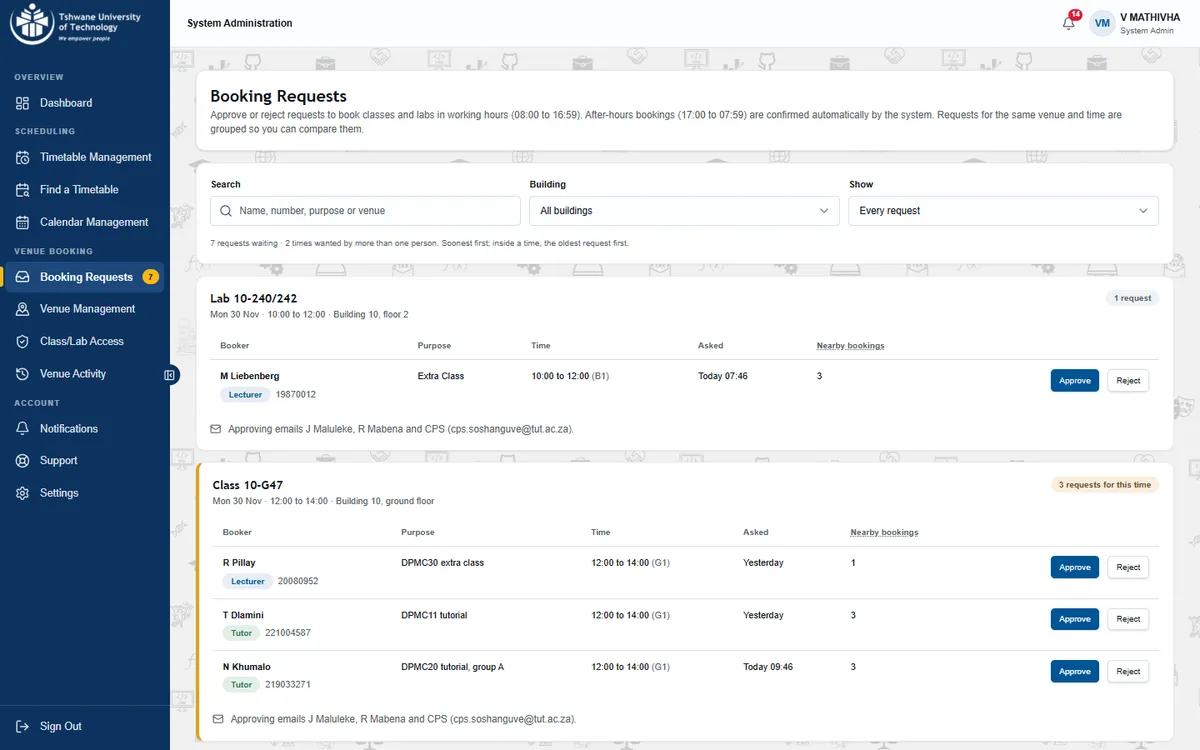 Tshwane University
of Technology
We empower people
System Administration
14
VM
V MATHIVHA
System Admin
OVERVIEW
Dashboard
SCHEDULING
Timetable Management
Find a Timetable
Calendar Management
VENUE BOOKING
Booking Requests 7
Venue Management
Class/Lab Access
Venue Activity
ACCOUNT
Notifications
Support
Settings
Sign Out
Booking Requests
Approve or reject requests to book classes and labs in working hours (08:00 to 16:59). After-hours bookings (17:00 to 07:59) are confirmed automatically by the system. Requests for the same venue and time are
grouped so you can compare them.
Search Building Show
Name, number, purpose or venue All buildings Every request
7 requests waiting · 2 times wanted by more than one person. Soonest first; inside a time, the oldest request first.
Lab 10-240/242 1 request
Mon 30 Nov · 10:00 to 12:00 · Building 10, floor 2
Booker Purpose Time Asked Nearby bookings
M Liebenberg Extra Class 10:00 to 12:00 (B1) Today 07:46 3 Approve Reject
Lecturer 19870012
Approving emails J Maluleke, R Mabena and CPS (cps.soshanguve@tut.ac.za).
Class 10-G47 3 requests for this time
Mon 30 Nov · 12:00 to 14:00 · Building 10, ground floor
Booker Purpose Time Asked Nearby bookings
R Pillay DPMC30 extra class 12:00 to 14:00 (G1) Yesterday 1 Approve Reject
Lecturer 20080952
T Dlamini DPMC11 tutorial 12:00 to 14:00 (G1) Yesterday 3 Approve Reject
Tutor 221004587
N Khumalo DPMC20 tutorial, group A 12:00 to 14:00 (G1) Today 09:46 3 Approve Reject
Tutor 219033271
Approving emails J Maluleke, R Mabena and CPS (cps.soshanguve@tut.ac.za).